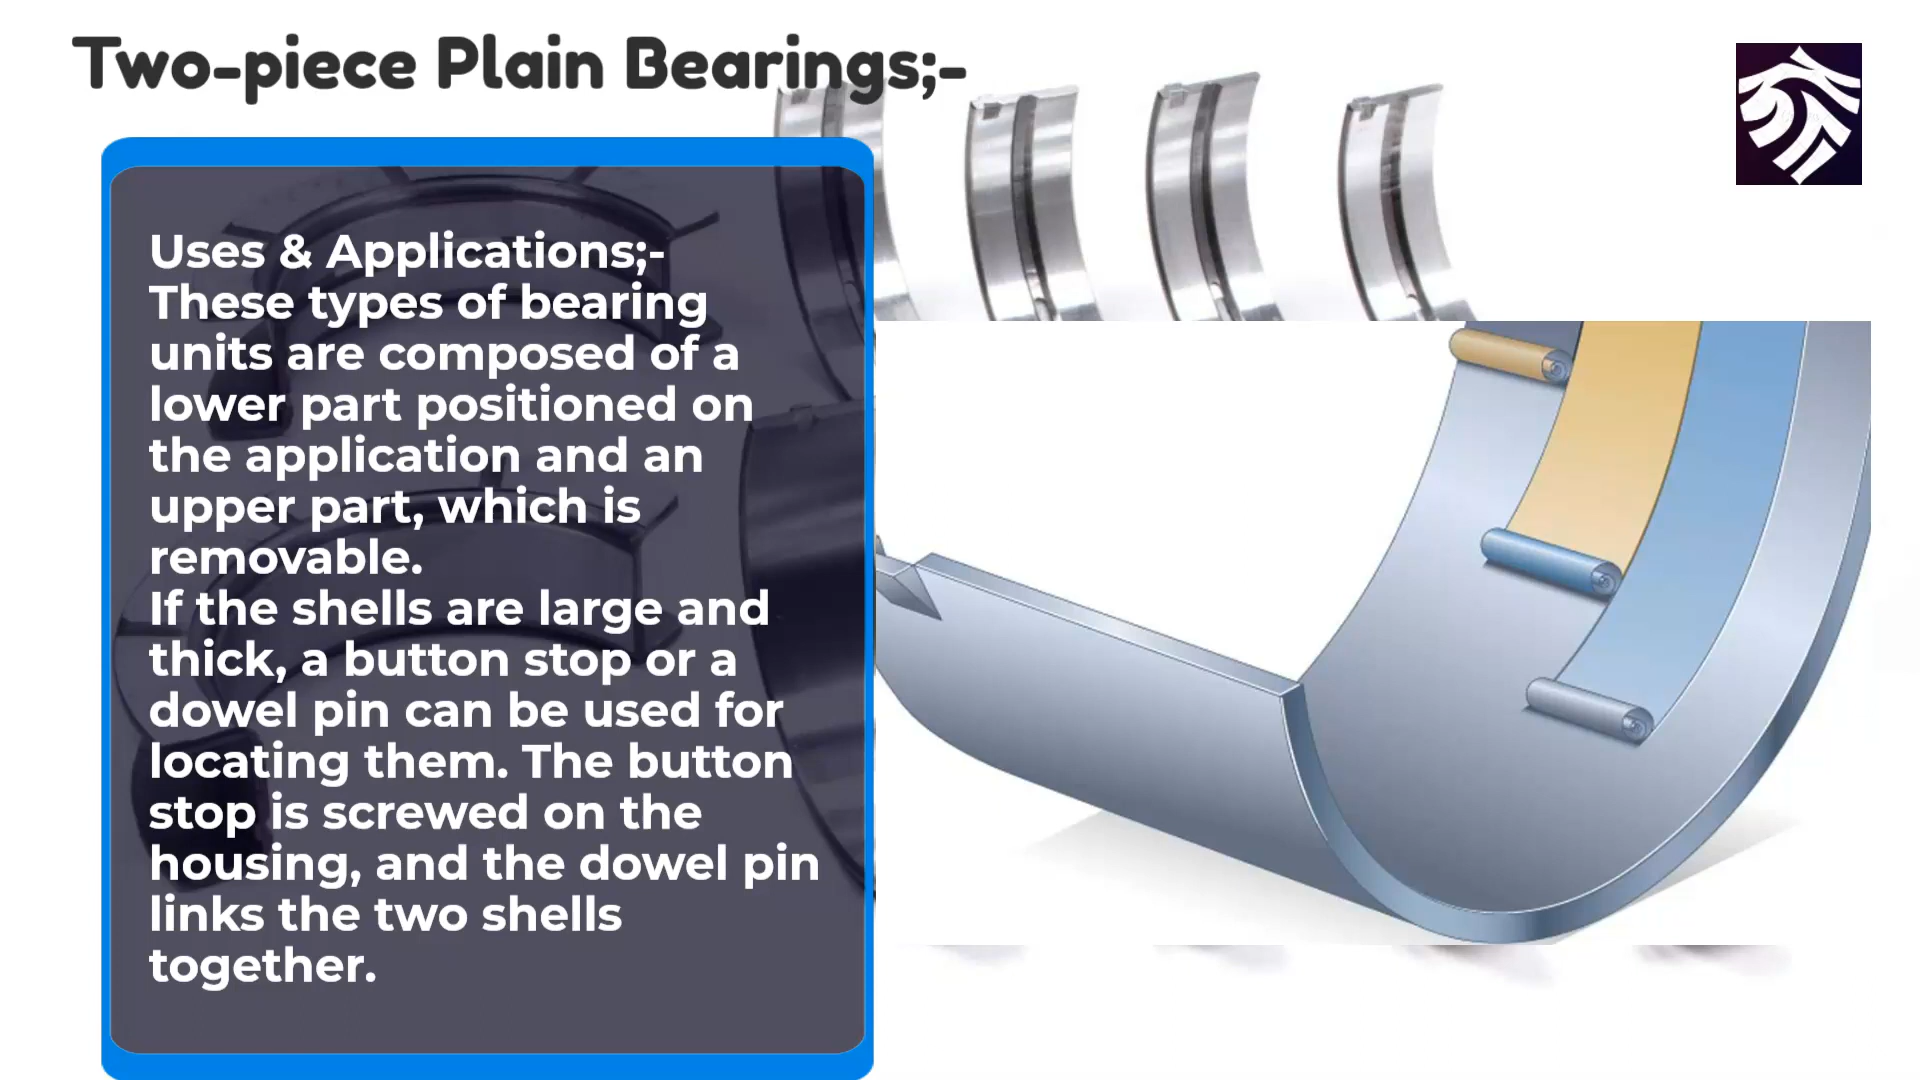 Two-piece Plain Bearings;-
Uses & Applications;-
These types of bearing
units are composed of a
lower part positioned on
the application and an
upper part, which is
removable.
If the shells are large and
thick, a button stop or a
dowel pin can be used for
locating them. The button
stop is screwed on the
housing, and the dowel pin
links the two shells
together.